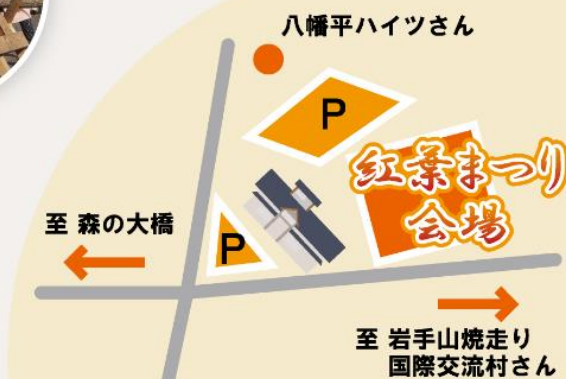 八幡平ハイツさん
P
紅葉まつり
会場
至 森の大橋
P
至 岩手山焼走り
国際交流村さん